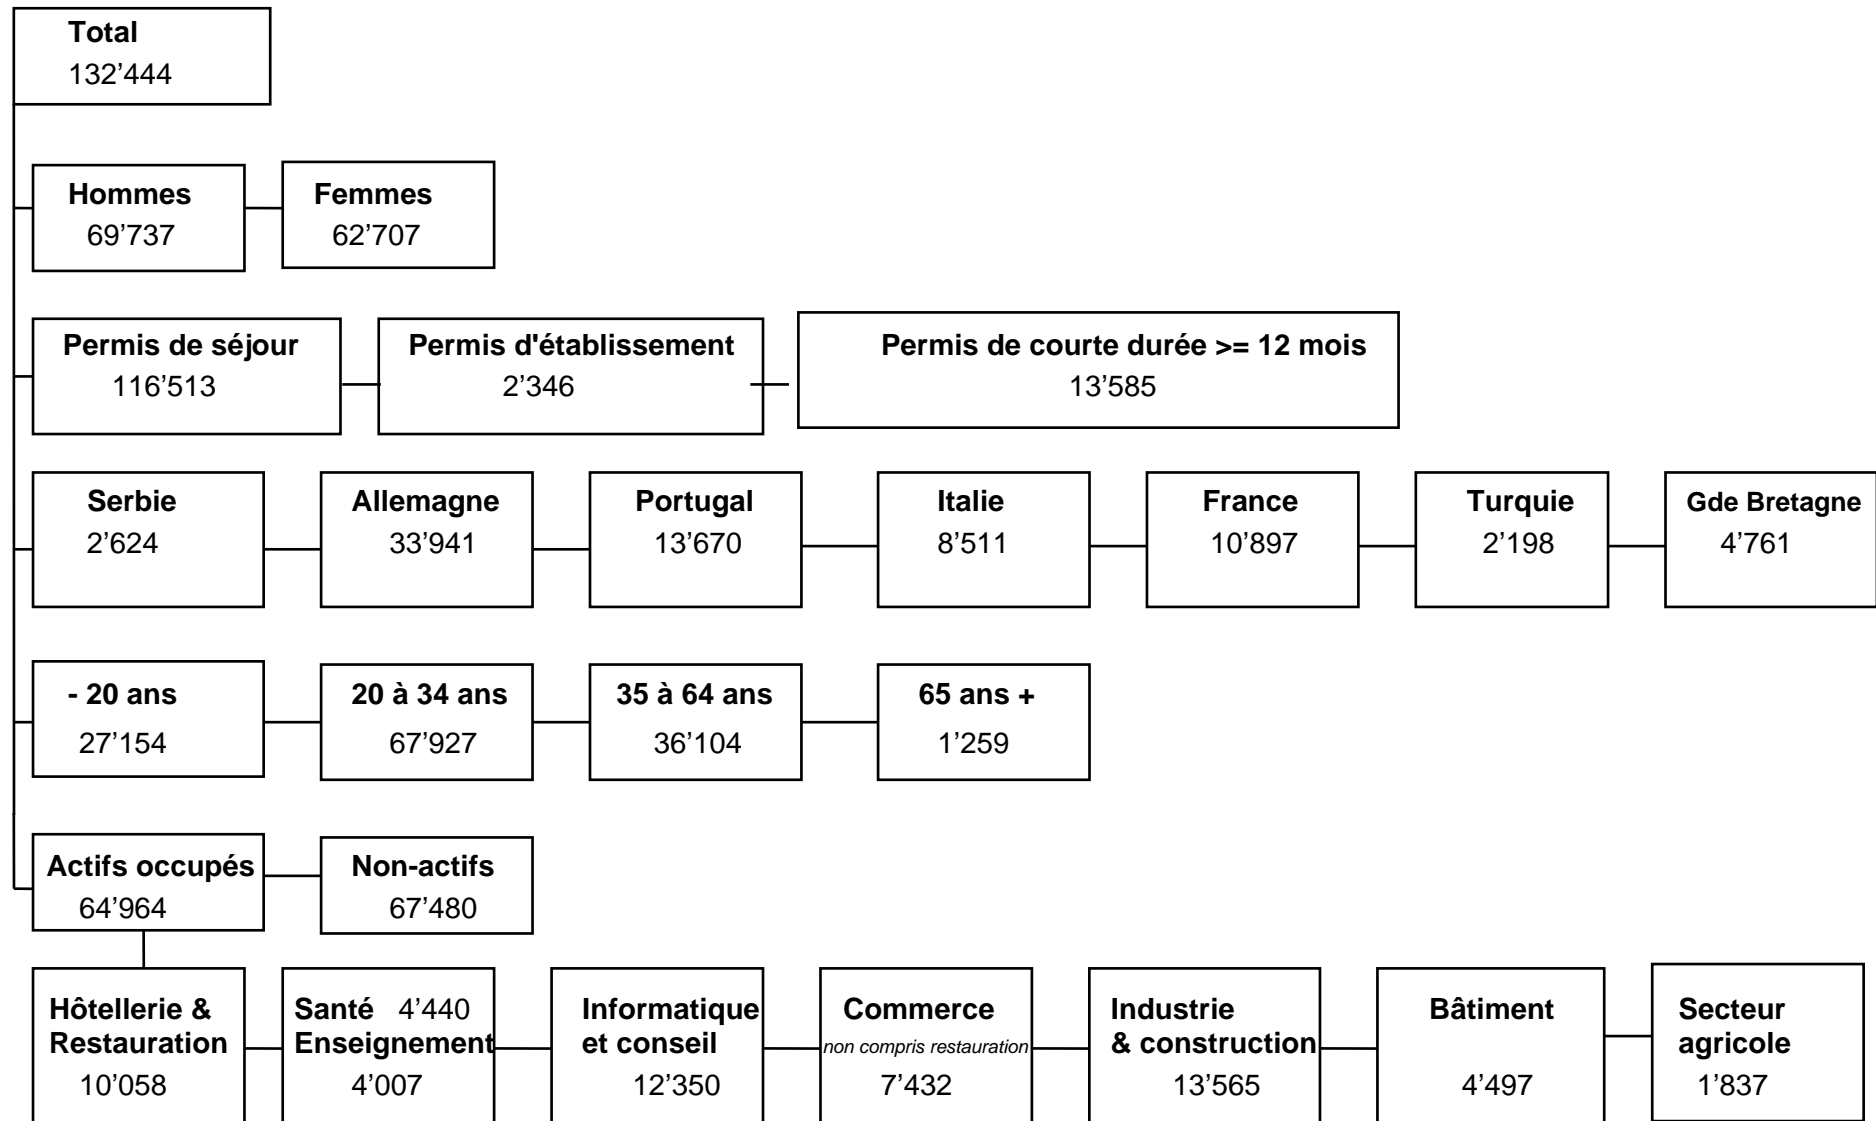 Total
132’444
Hommes
69’737
Femmes
62’707
Permis de séjour
116’513
Permis d'établissement
2’346
Permis de courte durée >= 12 mois
13’585
Serbie
2’624
Allemagne
33’941
Portugal
13’670
Italie
8’511
France
10’897
Turquie
2’198
Gde Bretagne
4’761
- 20 ans
27’154
20 à 34 ans
67’927
35 à 64 ans
36’104
65 ans +
1’259
Actifs occupés
64’964
Non-actifs
67’480
Hôtellerie &
Restauration
10’058
Santé 4’440
Enseignement
4’007
Informatique
et conseil
12’350
Commerce
non compris restauration
7’432
Industrie
& construction
13’565
Bâtiment
4’497
Secteur
agricole
1’837